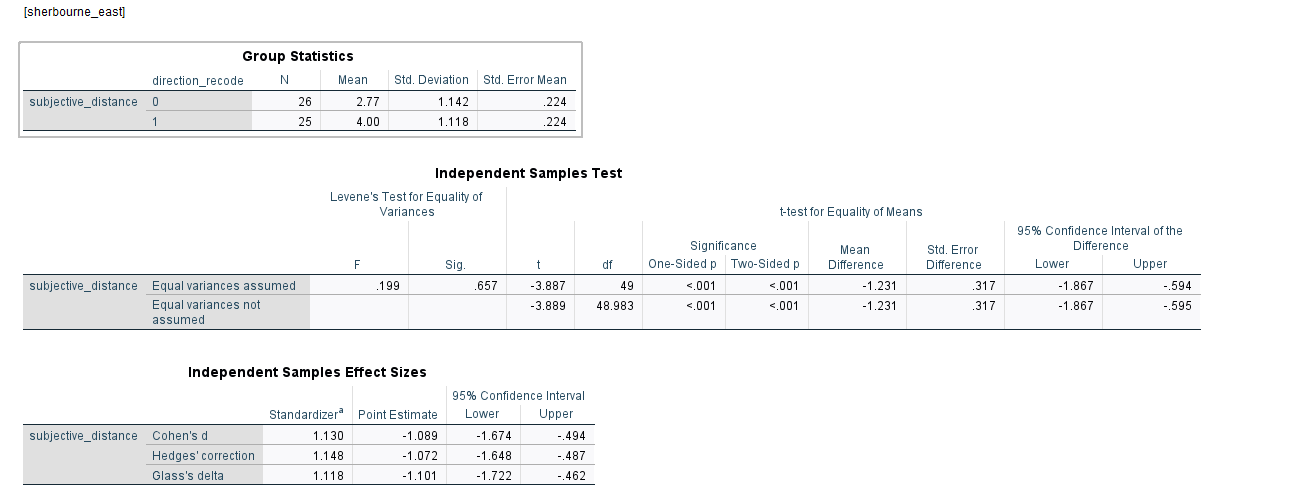 [sherbourne_east]
Group Statistics
direction_recode N Mean Std. Deviation Std. Error Mean
subjective_distance 0 26 2.77 1.142 .224
1 25 4.00 1.118 .224
Independent Samples Test
Levene's Test for Equality of
Variances
t-test for Equality of Means
F Sig. t df
Significance
One-Sided p Two-Sided p
Mean
Difference
Std. Error
Difference
95% Confidence Interval of the
Difference
Lower Upper
subjective_distance Equal variances assumed .199 .657 -3.887 49 <.001 <.001 -1.231 .317 -1.867 -.594
Equal variances not
assumed
-3.889 48.983 <.001 <.001 -1.231 .317 -1.867 -.595
Independent Samples Effect Sizes
Standardizerª Point Estimate
95% Confidence Interval
Lower Upper
subjective_distance Cohen's d 1.130 -1.089 -1.674 -.494
Hedges' correction 1.148 -1.072 -1.648 -.487
Glass's delta 1.118 -1.101 -1.722 -.462